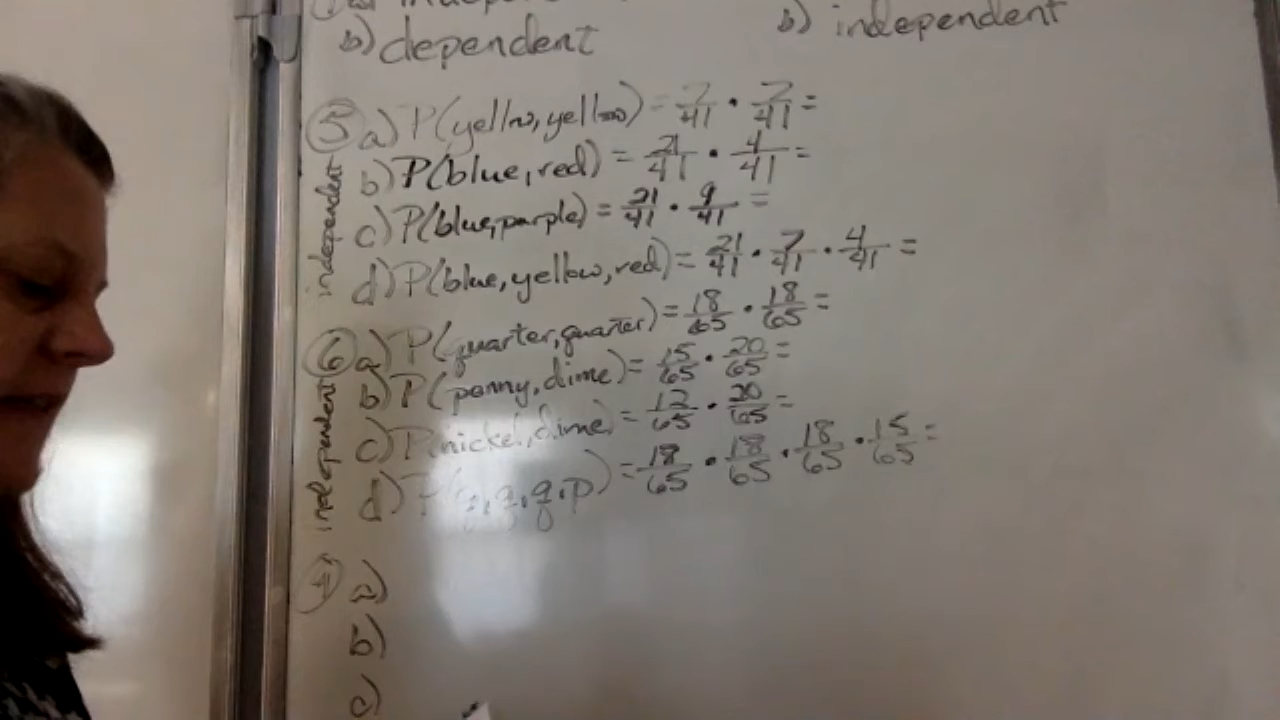 b) dependent
b) independent
5 a) P(yellow, yellow) = 7/41 · 7/41 =
b) P(blue, red) = 21/41 · 4/41 =
c) P(blue, purple) = 21/41 · 9/41 =
d) P(blue, yellow, red) = 21/41 · 7/41 · 4/41 =
independent
6 a) P(quarter, quarter) = 18/65 · 18/65 =
b) P(penny, dime) = 15/65 · 20/65 =
c) P(nickel, dime) = 12/65 · 20/65 =
d) P(q, q, q, p) = 18/65 · 18/65 · 18/65 · 15/65 =
independent
7 a)
b)
c)